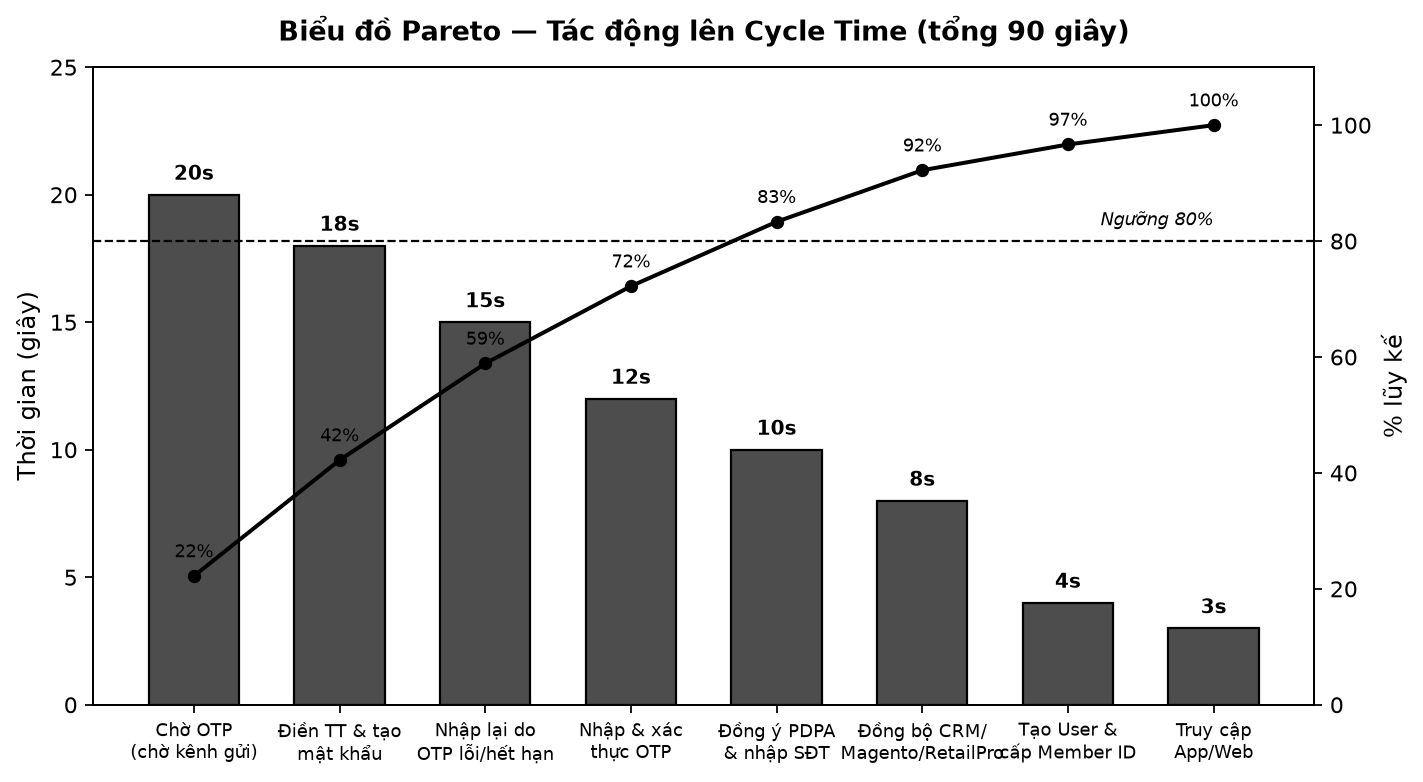 Biểu đồ Pareto — Tác động lên Cycle Time (tổng 90 giây)
Thời gian (giây)
25
20
15
10
5
0
20s
18s
15s
12s
10s
8s
4s
3s
22%
42%
59%
72%
83%
92%
97%
100%
Ngưỡng 80%
100
80
60
40
20
0
% lũy kế
Chờ OTP
(chờ kênh gửi)
Điền TT & tạo
mật khẩu
Nhập lại do
OTP lỗi/hết hạn
Nhập & xác
thực OTP
Đồng ý PDPA
& nhập SĐT
Đồng bộ CRM/
Magento/RetailPro
Tạo User &
cấp Member ID
Truy cập
App/Web